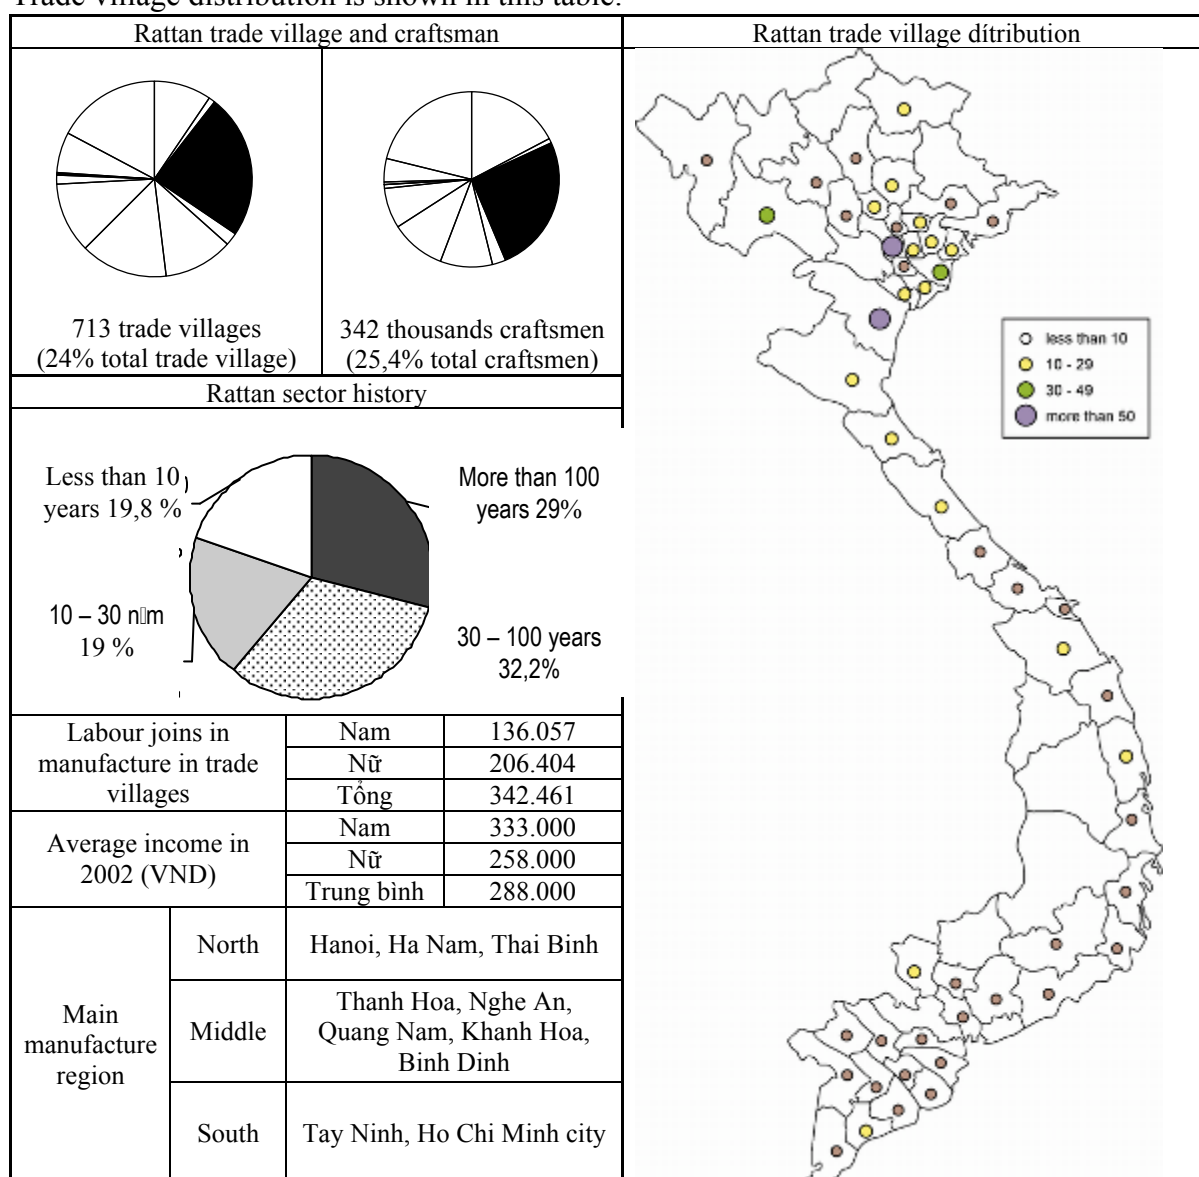 Trade village distribution is shown in this table.
Rattan trade village and craftsman
Rattan trade village dítribution
713 trade villages
(24% total trade village)
342 thousands craftsmen
(25,4% total craftsmen)
Rattan sector history
Less than 10
years 19,8 %
More than 100
years 29%
10 – 30 n▯m
19 %
30 – 100 years
32,2%
less than 10
10 - 29
30 - 49
more than 50
Labour joins in
manufacture in trade
villages
Nam 136.057
Nữ 206.404
Tổng 342.461
Average income in
2002 (VND)
Nam 333.000
Nữ 258.000
Trung bình 288.000
Main
manufacture
region
North
Hanoi, Ha Nam, Thai Binh
Middle
Thanh Hoa, Nghe An,
Quang Nam, Khanh Hoa,
Binh Dinh
South
Tay Ninh, Ho Chi Minh city